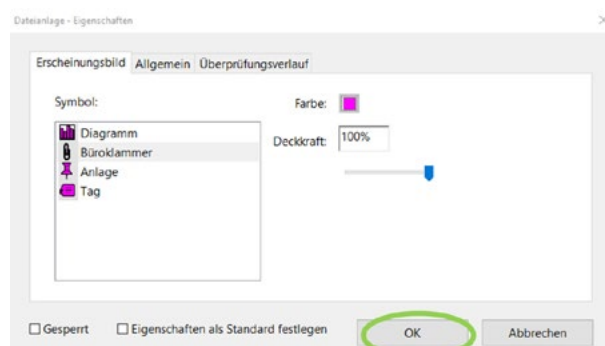 Dateianlage - Eigenschaften
Erscheinungsbild Allgemein Überprüfungsverlauf
Symbol:
Farbe:
Diagramm
Deckkraft: 100%
Büroklammer
Anlage
Tag
Gesperrt Eigenschaften als Standard festlegen OK Abbrechen